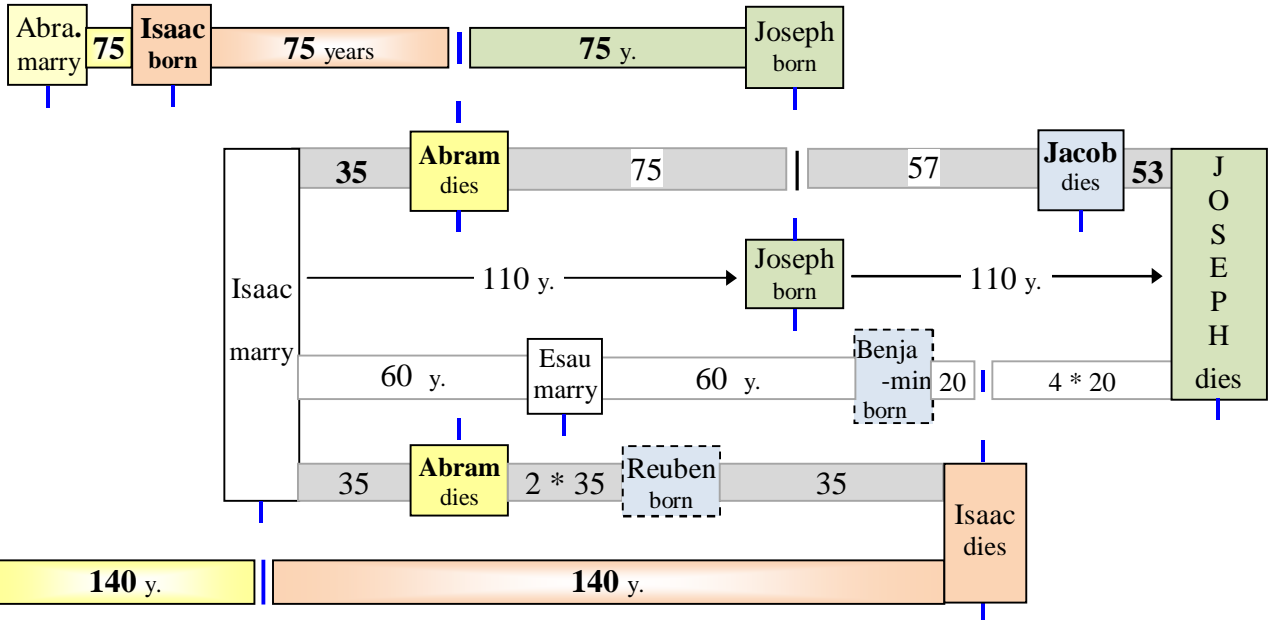 Abra. marry 75 Isaac born 75 years 75 y. Joseph born
35 Abram dies 75 57 Jacob dies 53 JOSEPH dies
Isaac marry 110 y. Joseph born 110 y.
60 y. Esau marry 60 y. Benja -min born 20 4 * 20
35 Abram dies 2 * 35 Reuben born 35 Isaac dies
140 y. 140 y.